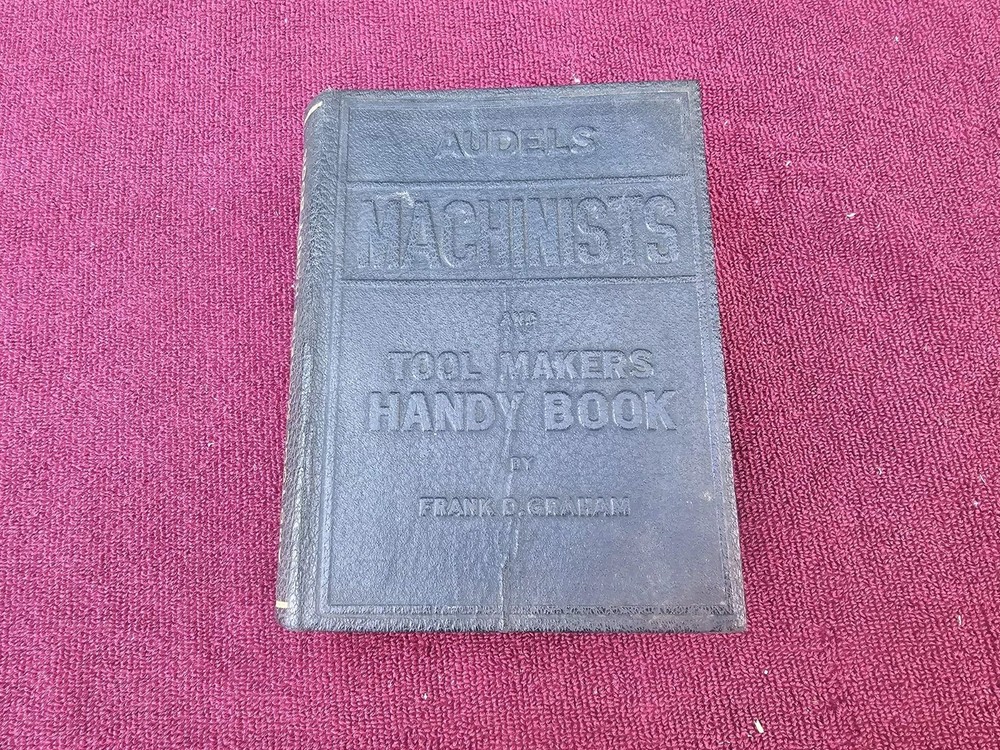 AUDELS
MACHINISTS
AND
TOOL MAKERS
HANDY BOOK
BY
FRANK D. GRAHAM